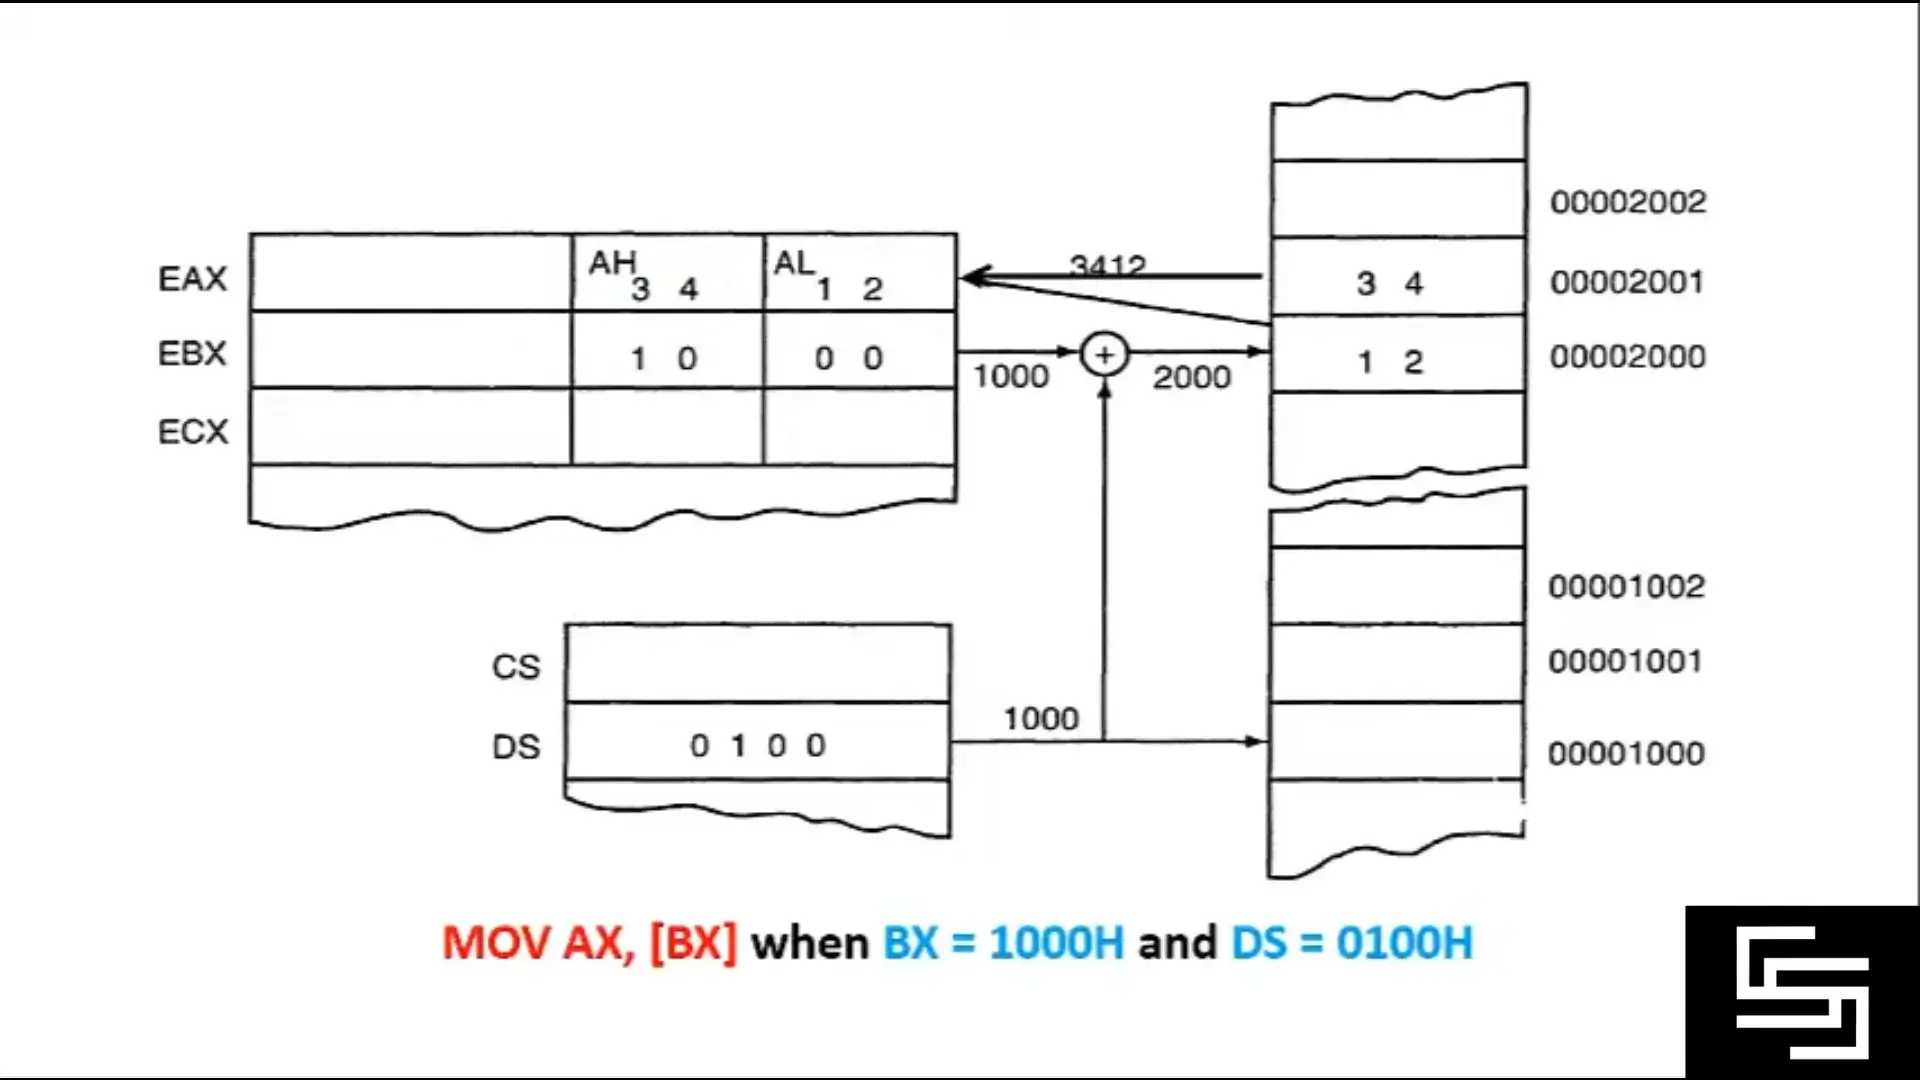 00002002
AH AL 3412
EAX 3 4 1 2 3 4 00002001
EBX 1 0 0 0 1000 + 2000 1 2 00002000
ECX
00001002
CS 00001001
DS 0 1 0 0 1000 00001000
MOV AX, [BX] when BX = 1000H and DS = 0100H